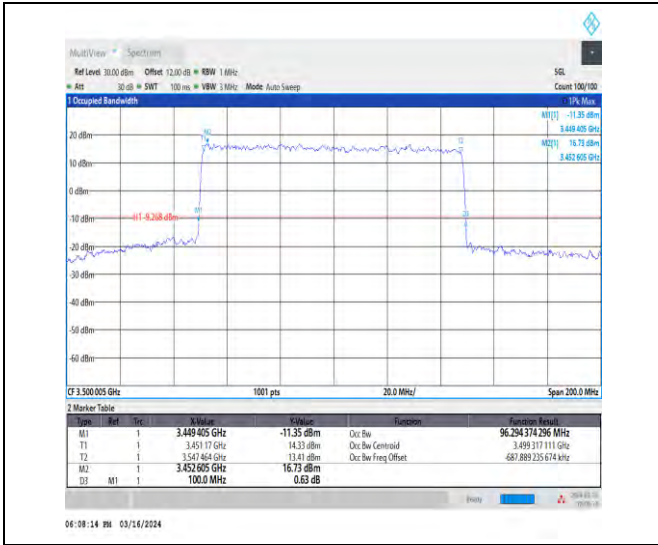 MultiView Spectrum
Ref Level 30.00 dBm Offset 12.00 dB RBW 1 MHz SGL
Att 30 dB SWT 100 ms VBW 3 MHz Mode Auto Sweep Count 100/100
1 Occupied Bandwidth 1Pk Max
M1[1] -11.35 dBm
3.449 405 GHz
M2[1] 16.73 dBm
3.452 605 GHz
20 dBm
10 dBm
0 dBm
-10 dBm
H1 -9.268 dBm
M1
-20 dBm
-30 dBm
-40 dBm
-50 dBm
-60 dBm
CF 3.500 005 GHz 1001 pts 20.0 MHz/ Span 200.0 MHz
2 Marker Table
Type Ref Trc X-Value Y-Value Function Function Result
M1 1 3.449 405 GHz -11.35 dBm Occ Bw 96.294 374 296 MHz
T1 1 3.451 17 GHz 14.33 dBm Occ Bw Centroid 3.499 317 111 GHz
T2 1 3.547 464 GHz 13.41 dBm Occ Bw Freq Offset -687.889 235 674 kHz
M2 1 3.452 605 GHz 16.73 dBm
D3 M1 1 100.0 MHz 0.63 dB
06:08:14 PM 03/16/2024